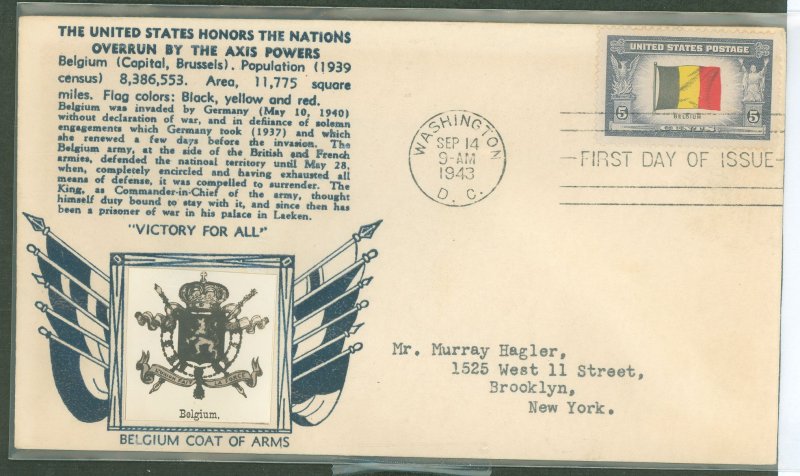 THE UNITED STATES HONORS THE NATIONS
OVERRUN BY THE AXIS POWERS
Belgium (Capital, Brussels). Population (1939
census) 8,386,553. Area, 11,775 square
miles. Flag colors: Black, yellow and red.
Belgium was invaded by Germany (May 10, 1940)
without declaration of war, and in defiance of solemn
engagements which Germany took (1937) and which
she renewed a few days before the invasion. The
Belgium army, at the side of the British and French
armies, defended the natinoal territory until May 28,
when, completely encircled and having exhausted all
means of defense, it was compelled to surrender. The
King, as Commander-in-Chief of the army, thought
himself duty bound to stay with it, and since then has
been a prisoner of war in his palace in Laeken.
"VICTORY FOR ALL"
L'UNION FAIT LA FORCE
Belgium.
BELGIUM COAT OF ARMS
WASHINGTON
SEP 14
9-AM
1943
D. C.
UNITED STATES POSTAGE
BELGIUM
5 CENTS 5
FIRST DAY OF ISSUE
Mr. Murray Hagler,
1525 West 11 Street,
Brooklyn,
New York.